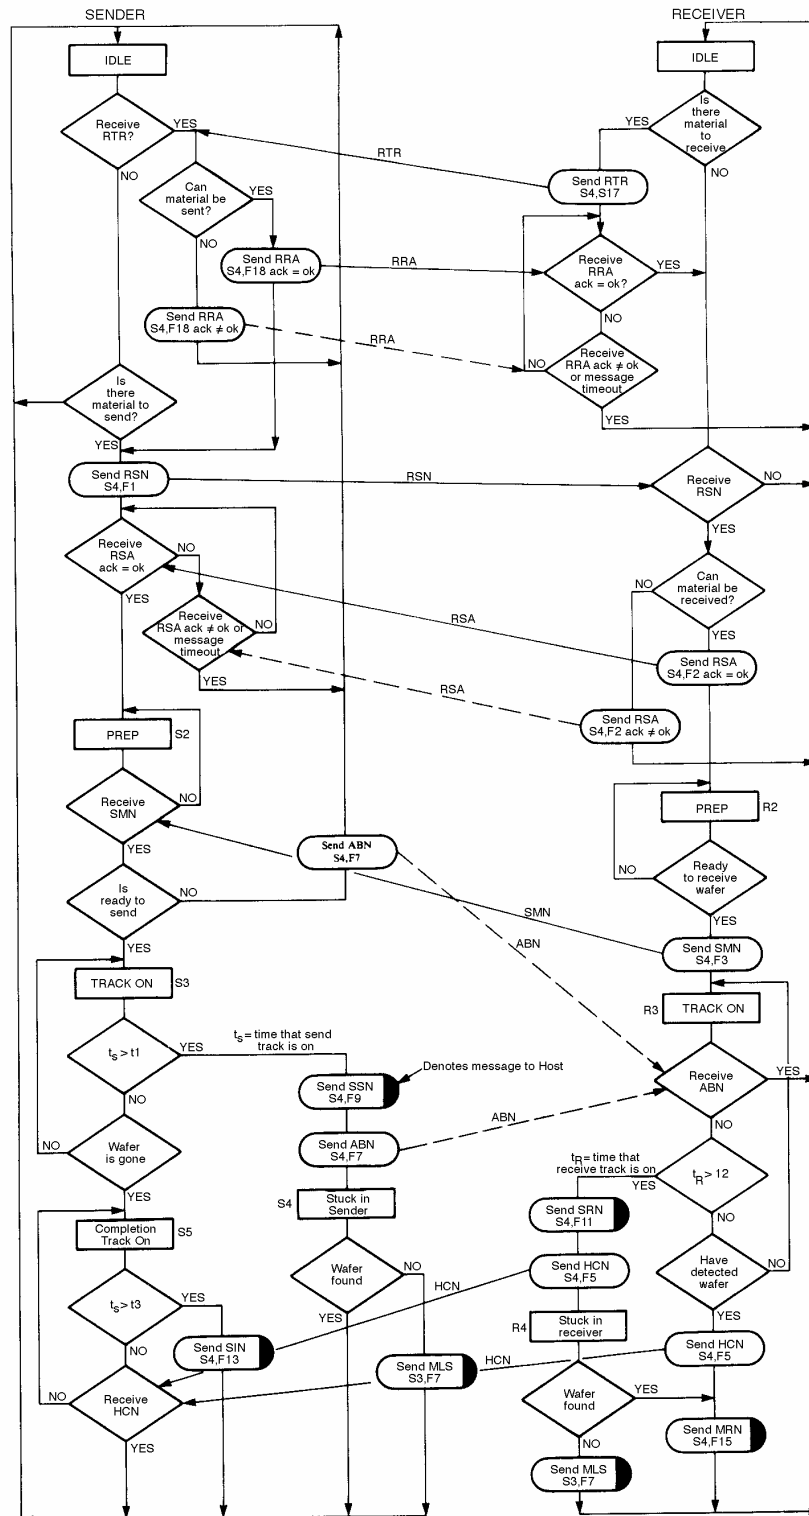 SENDER
RECEIVER
IDLE
Receive
RTR?
YES
NO
Can
material be
sent?
YES
NO
Send RRA
S4,F18 ack = ok
Send RRA
S4,F18 ack ≠ ok
Is
there
material to
send?
YES
Send RSN
S4,F1
Receive
RSA
ack = ok
NO
YES
Receive
RSA ack ≠ ok or
message
timeout
NO
YES
PREP
S2
Receive
SMN
NO
YES
Is
ready to
send
NO
YES
Send ABN
S4,F7
TRACK ON
S3
ts > t1
YES
NO
ts = time that send
track is on
Wafer
is gone
NO
YES
Send SSN
S4,F9
Denotes message to Host
Send ABN
S4,F7
S4
Stuck in
Sender
Wafer
found
NO
YES
Send MLS
S3,F7
Completion
Track On
S5
ts > t3
YES
NO
Send SIN
S4,F13
Receive
HCN
NO
YES
RTR
RRA
RRA
RSN
RSA
RSA
SMN
ABN
ABN
HCN
HCN
IDLE
Is
there
material
to
receive
YES
NO
Send RTR
S4,S17
Receive
RRA
ack = ok?
YES
NO
Receive
RRA ack ≠ ok
or message
timeout
NO
YES
Receive
RSN
NO
YES
Can
material be
received?
NO
YES
Send RSA
S4,F2 ack = ok
Send RSA
S4,F2 ack ≠ ok
PREP
R2
Ready
to receive
wafer
NO
YES
Send SMN
S4,F3
R3
TRACK ON
Receive
ABN
YES
NO
tR = time that
receive track is on
tR > 12
YES
NO
Send SRN
S4,F11
Send HCN
S4,F5
R4
Stuck in
receiver
Have
detected
wafer
NO
YES
Send HCN
S4,F5
Wafer
found
YES
NO
Send MRN
S4,F15
Send MLS
S3,F7